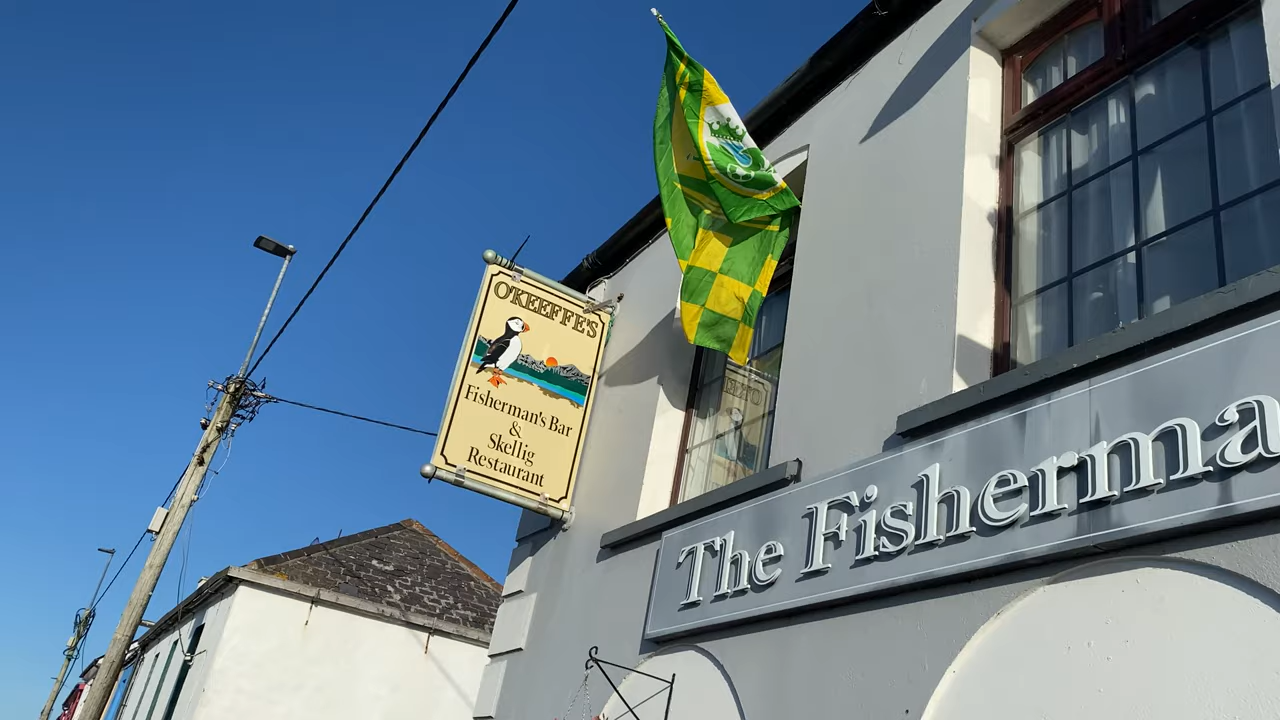 O'KEEFFE'S
Fisherman's Bar
&
Skellig
Restaurant
The Fisherma